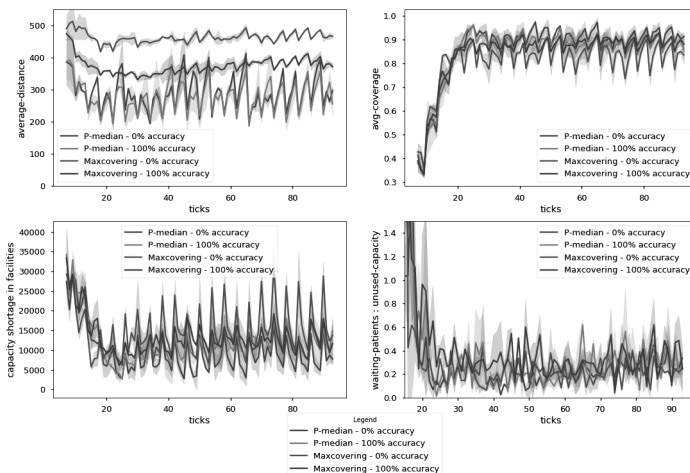 500
400
300
200
100
0
average-distance
P-median - 0% accuracy
P-median - 100% accuracy
Maxcovering - 0% accuracy
Maxcovering - 100% accuracy
20 40 60 80
ticks
1.0
0.9
0.8
0.7
0.6
0.5
0.4
0.3
avg-coverage
P-median - 0% accuracy
P-median - 100% accuracy
Maxcovering - 0% accuracy
Maxcovering - 100% accuracy
0 20 40 60 80
ticks
40000
35000
30000
25000
20000
15000
10000
5000
0
capacity shortage in facilities
P-median - 0% accuracy
P-median - 100% accuracy
Maxcovering - 0% accuracy
Maxcovering - 100% accuracy
20 40 60 80
ticks
1.4
1.2
1.0
0.8
0.6
0.4
0.2
0.0
waiting-patients : unused-capacity
P-median - 0% accuracy
P-median - 100% accuracy
Maxcovering - 0% accuracy
Maxcovering - 100% accuracy
20 30 40 50 60 70 80 90
ticks
Legend
P-median - 0% accuracy
P-median - 100% accuracy
Maxcovering - 0% accuracy
Maxcovering - 100% accuracy